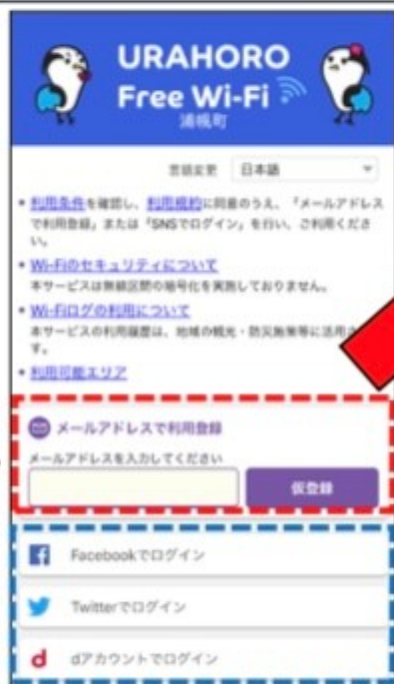 URAHORO
Free Wi-Fi
浦幌町
言語変更 日本語
• 利用条件を確認し、利用規約に同意のうえ、「メールアドレス
で利用登録」または「SNSでログイン」を行い、ご利用くださ
い。
• Wi-Fiのセキュリティについて
本サービスは無線区間の暗号化を実施しておりません。
• Wi-Fiログの利用について
本サービスの利用履歴は、地域の観光・防災施策等に活用さ
す。
• 利用可能エリア
メールアドレスで利用登録
メールアドレスを入力してください
仮登録
Facebookでログイン
Twitterでログイン
dアカウントでログイン